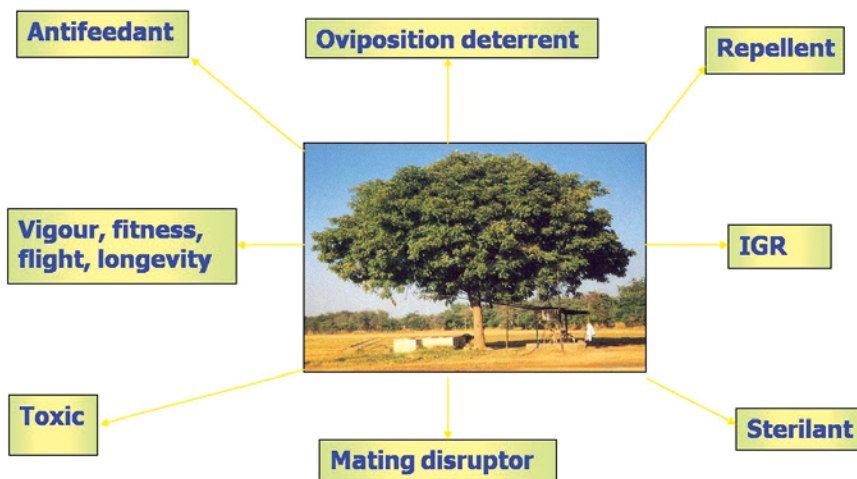 Antifeedant
Oviposition deterrent
Repellent
Vigour, fitness,
flight, longevity
IGR
Toxic
Mating disruptor
Sterilant